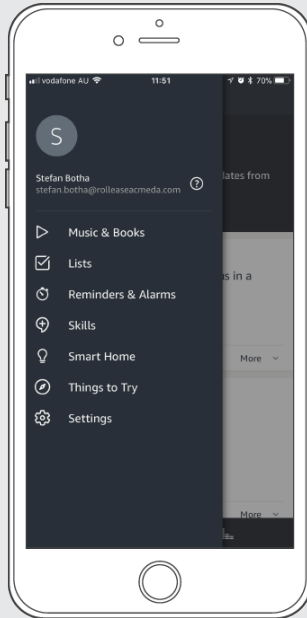 vodafone AU
11:51
70%
S
Stefan Botha
stefan.botha@rolleaseacmeda.com
?
lates from
Music & Books
Lists
ns in a
Reminders & Alarms
Skills
Smart Home
More
Things to Try
Settings
More